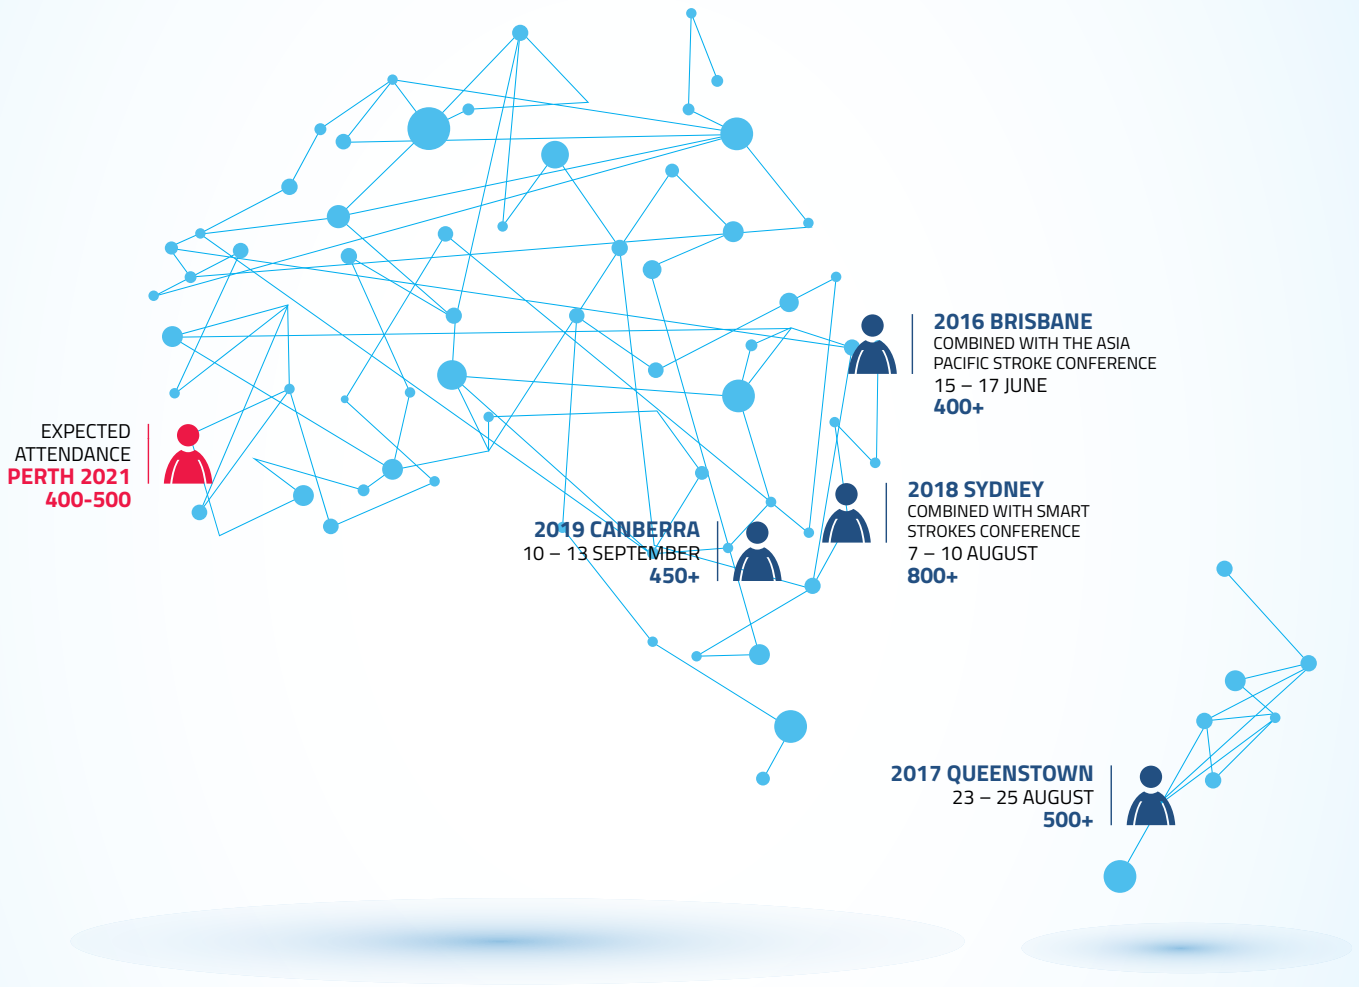 2016 BRISBANE
COMBINED WITH THE ASIA
PACIFIC STROKE CONFERENCE
15 – 17 JUNE
400+
EXPECTED
ATTENDANCE
PERTH 2021
400-500
2018 SYDNEY
COMBINED WITH SMART
STROKES CONFERENCE
7 – 10 AUGUST
800+
2019 CANBERRA
10 – 13 SEPTEMBER
450+
2017 QUEENSTOWN
23 – 25 AUGUST
500+